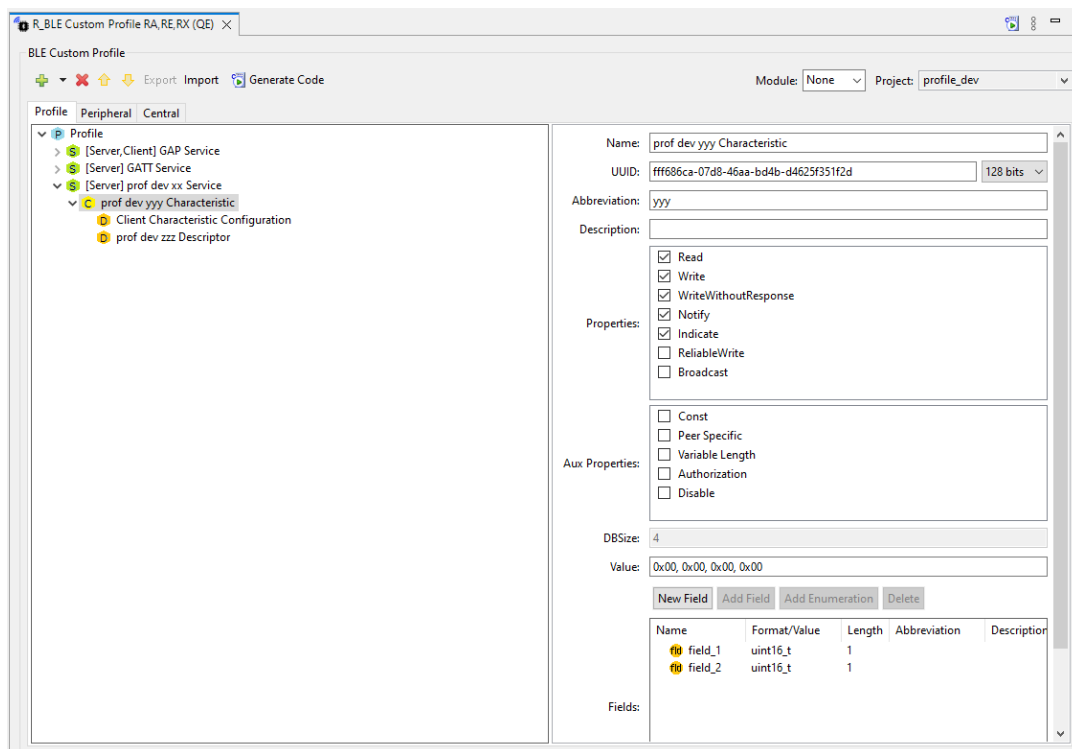 R_BLE Custom Profile RA,RE,RX (QE)
BLE Custom Profile
Export Import Generate Code Module: None Project: profile_dev
Profile Peripheral Central
P Profile
S [Server,Client] GAP Service
S [Server] GATT Service
S [Server] prof dev xx Service
C prof dev yyy Characteristic
D Client Characteristic Configuration
D prof dev zzz Descriptor
Name: prof dev yyy Characteristic
UUID: fff686ca-07d8-46aa-bd4b-d4625f351f2d 128 bits
Abbreviation: yyy
Description:
Properties:
Read
Write
WriteWithoutResponse
Notify
Indicate
ReliableWrite
Broadcast
Aux Properties:
Const
Peer Specific
Variable Length
Authorization
Disable
DBSize: 4
Value: 0x00, 0x00, 0x00, 0x00
New Field Add Field Add Enumeration Delete
Name Format/Value Length Abbreviation Description
fld field_1 uint16_t 1
fld field_2 uint16_t 1
Fields: